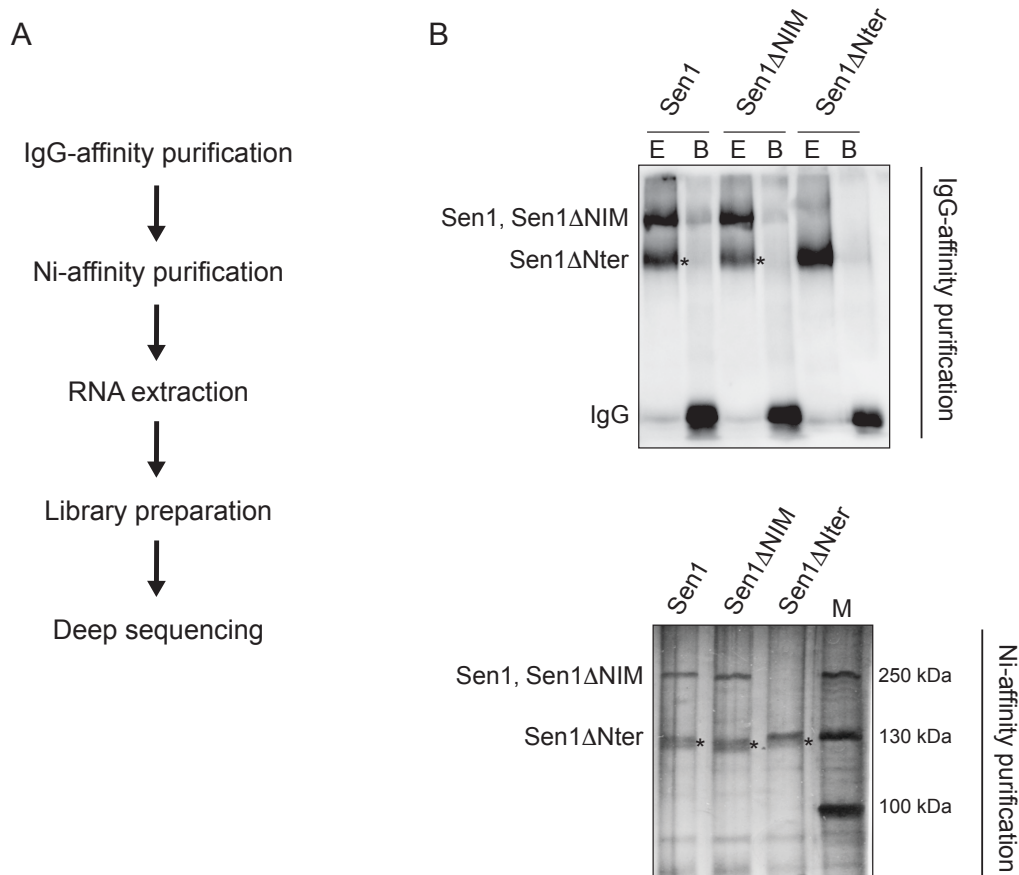 A
IgG-affinity purification
Ni-affinity purification
RNA extraction
Library preparation
Deep sequencing
B
Sen1 Sen1ΔNIM Sen1ΔNter
E B E B E B
Sen1, Sen1ΔNIM
Sen1ΔNter * *
IgG
IgG-affinity purification
Sen1 Sen1ΔNIM Sen1ΔNter M
Sen1, Sen1ΔNIM 250 kDa
Sen1ΔNter * * * 130 kDa
100 kDa
Ni-affinity purification